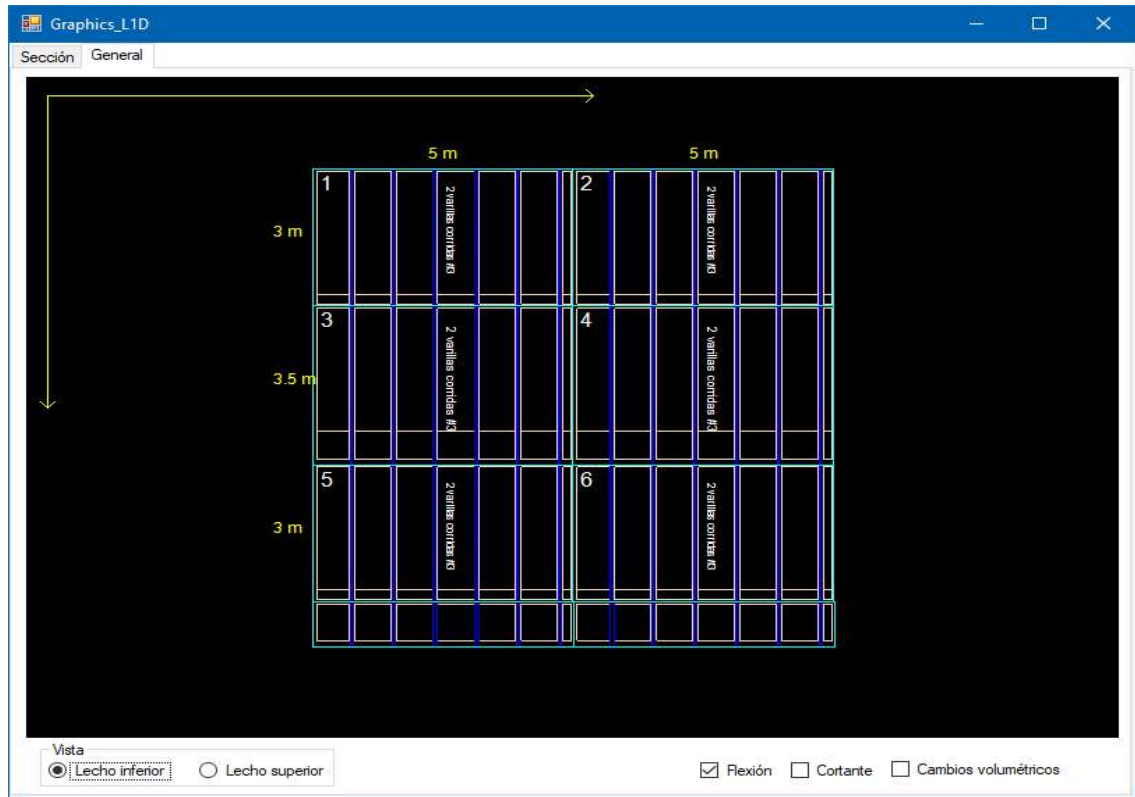 Graphics_L1D
Sección General
5 m 5 m
1 2
2 varillas corridas #3 2 varillas corridas #3
3 m
3 4
2 varillas corridas #3 2 varillas corridas #3
3.5 m
5 6
2 varillas corridas #3 2 varillas corridas #3
3 m
Vista
Lecho inferior Lecho superior Flexión Cortante Cambios volumétricos